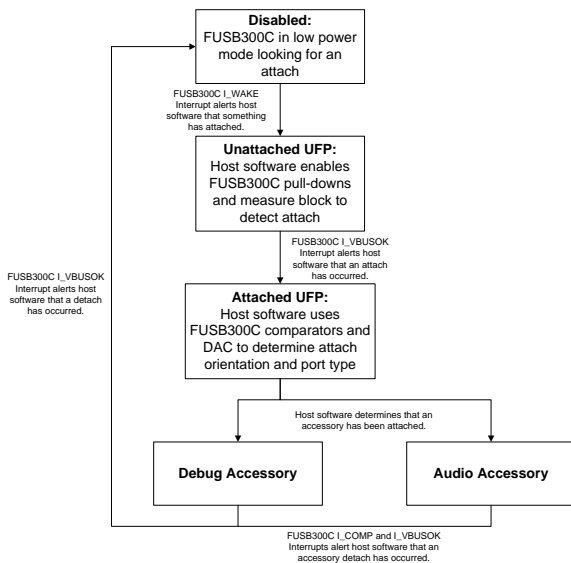 Disabled:
FUSB300C in low power
mode looking for an
attach
FUSB300C I_WAKE
Interrupt alerts host
software that something
has attached.
Unattached UFP:
Host software enables
FUSB300C pull-downs
and measure block to
detect attach
FUSB300C I_VBUSOK
Interrupt alerts host
software that an attach
has occurred.
FUSB300C I_VBUSOK
Interrupt alerts host
software that a detach
has occurred.
Attached UFP:
Host software uses
FUSB300C comparators and
DAC to determine attach
orientation and port type
Host software determines that an
accessory has been attached.
Debug Accessory
Audio Accessory
FUSB300C I_COMP and I_VBUSOK
Interrupts alert host software that an
accessory detach has occurred.